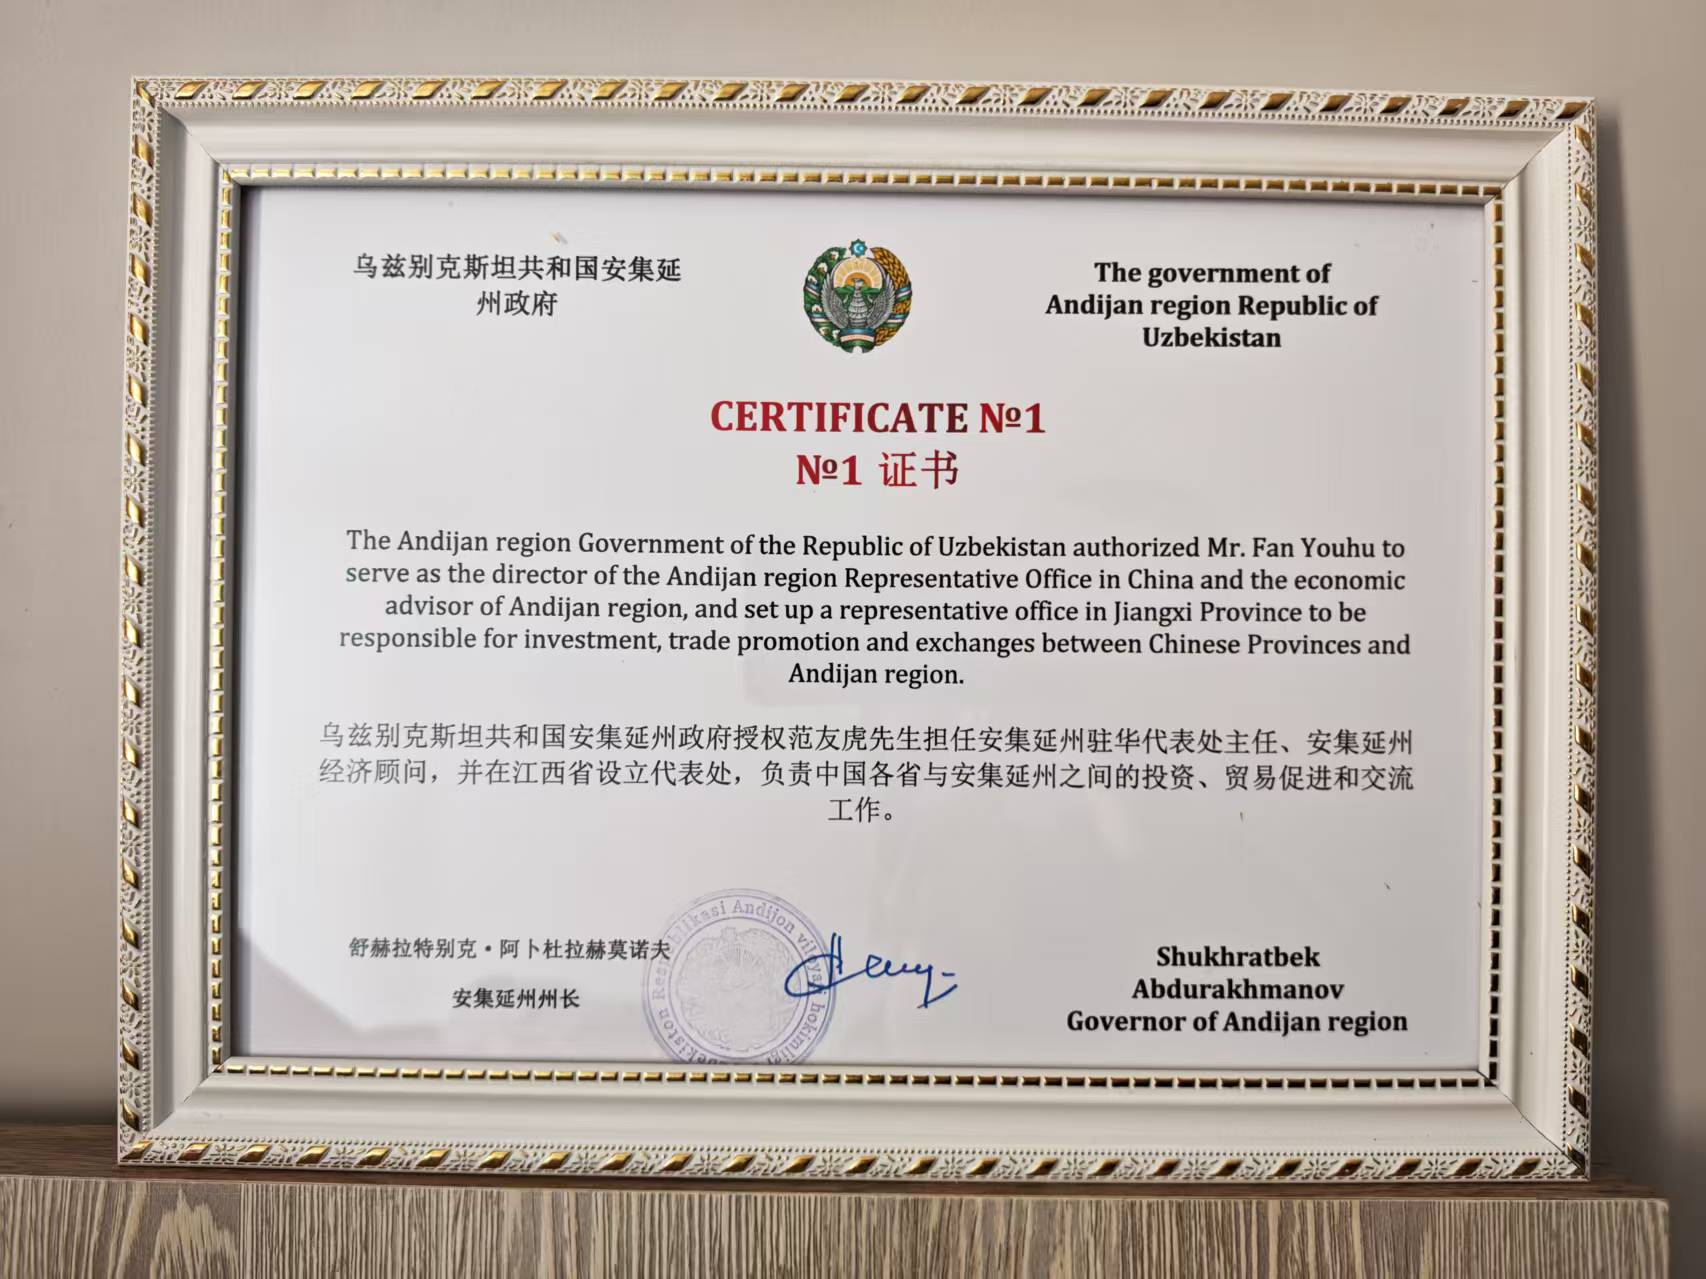 乌兹别克斯坦共和国安集延
州政府
The government of
Andijan region Republic of
Uzbekistan
CERTIFICATE №1
№1 证书
The Andijan region Government of the Republic of Uzbekistan authorized Mr. Fan Youhu to
serve as the director of the Andijan region Representative Office in China and the economic
advisor of Andijan region, and set up a representative office in Jiangxi Province to be
responsible for investment, trade promotion and exchanges between Chinese Provinces and
Andijan region.
乌兹别克斯坦共和国安集延州政府授权范友虎先生担任安集延州驻华代表处主任、安集延州
经济顾问，并在江西省设立代表处，负责中国各省与安集延州之间的投资、贸易促进和交流
工作。
舒赫拉特别克·阿卜杜拉赫莫诺夫
安集延州州长
Respublikasi Andijon viloyati hokimligi
Shukhratbek
Abdurakhmanov
Governor of Andijan region